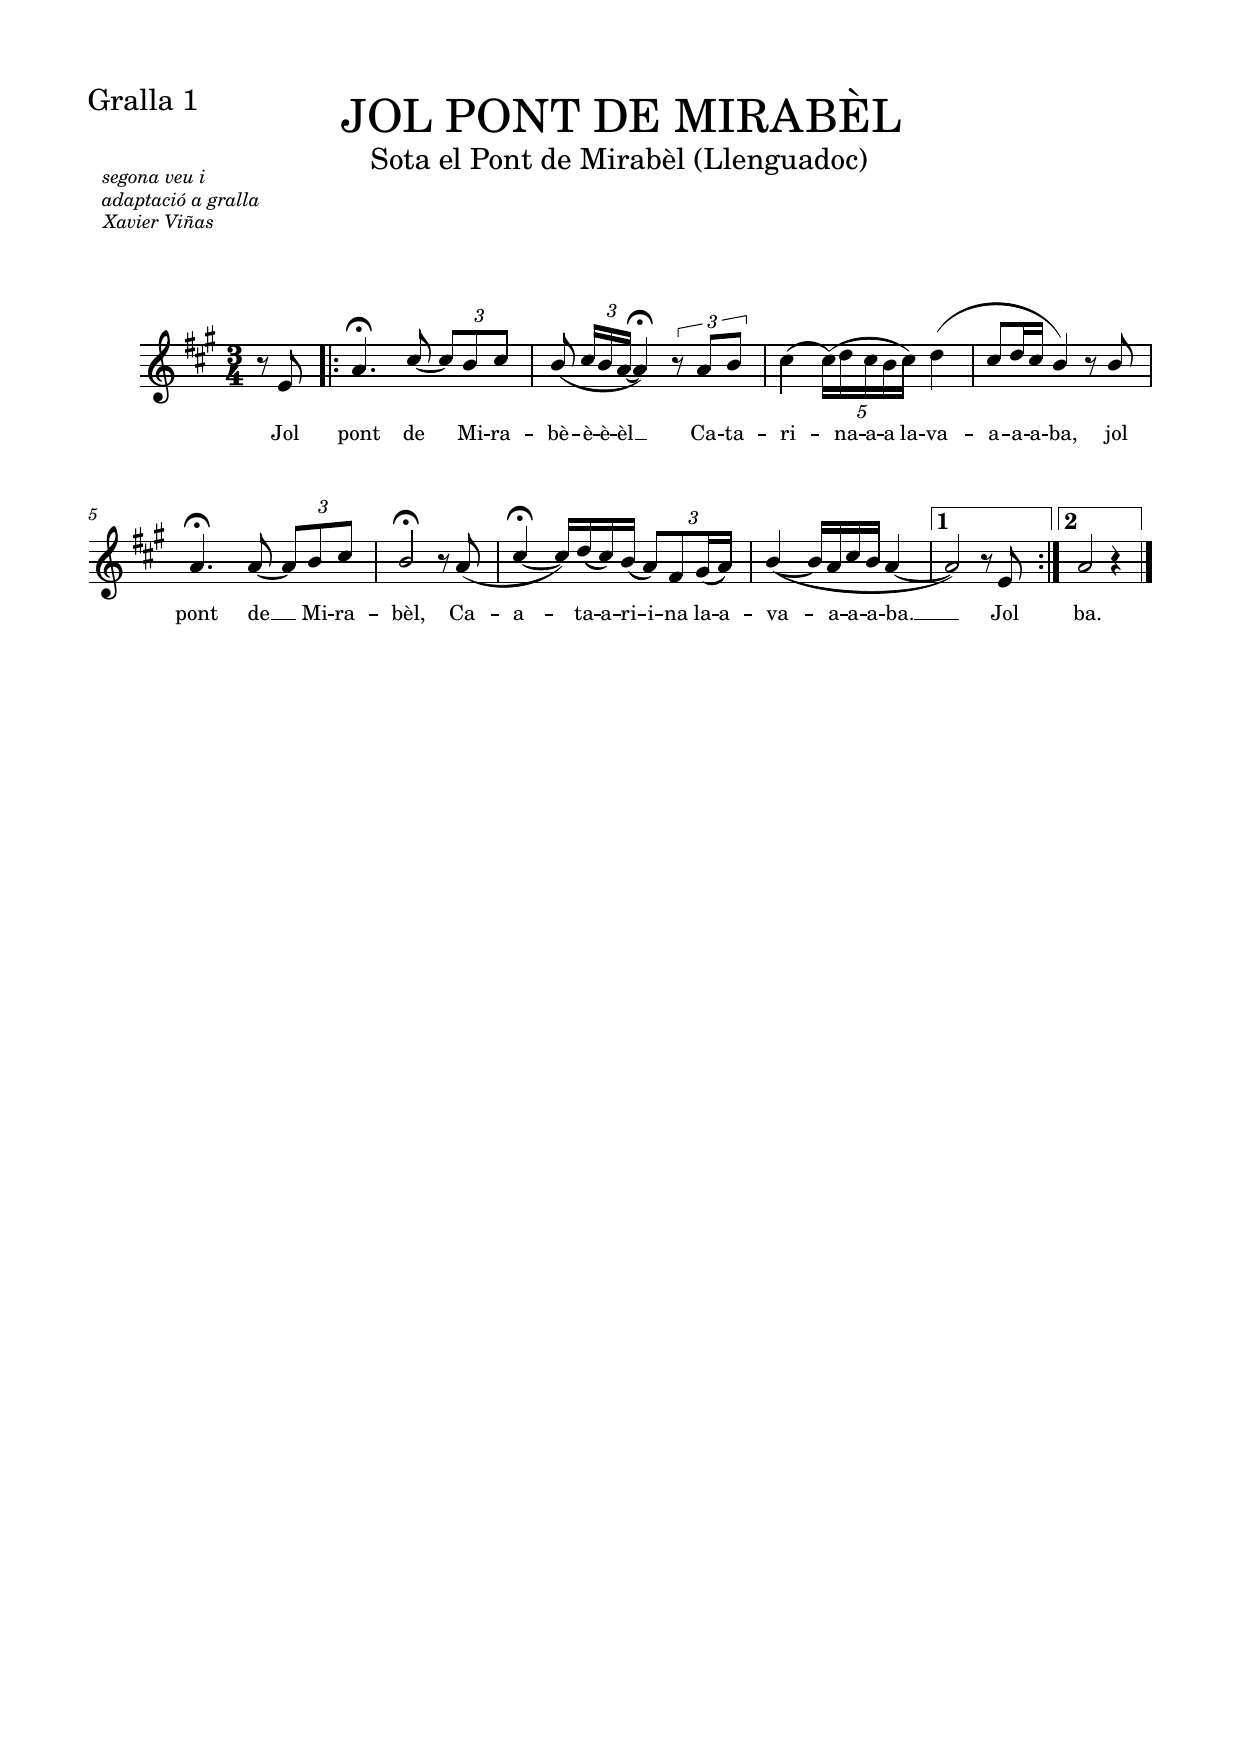 Gralla 1
JOL PONT DE MIRABÈL
Sota el Pont de Mirabèl (Llenguadoc)
segona veu i
adaptació a gralla
Xavier Viñas
3 3 3
3
4
5
Jol pont de Mi -- ra -- bè -- è -- è -- èl __ Ca -- ta -- ri -- na -- a -- a la -- va -- a -- a -- a -- ba, jol
5
3 3 1 2
pont de __ Mi -- ra -- bèl, Ca -- a -- ta -- a -- ri -- i -- na la -- a -- va -- a -- a -- a -- ba. __ Jol ba.